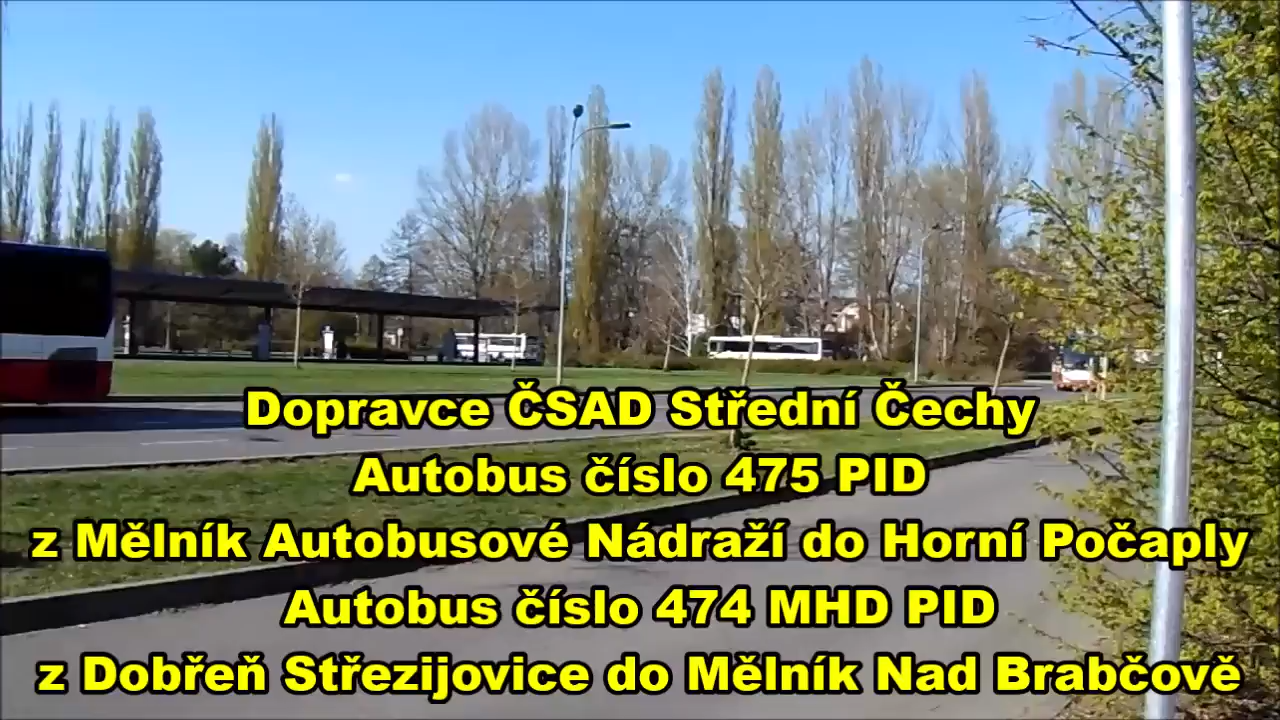 Dopravce ČSAD Střední Čechy
Autobus číslo 475 PID
z Mělník Autobusové Nádraží do Horní Počaply
Autobus číslo 474 MHD PID
z Dobřeň Střezijovice do Mělník Nad Brabčově